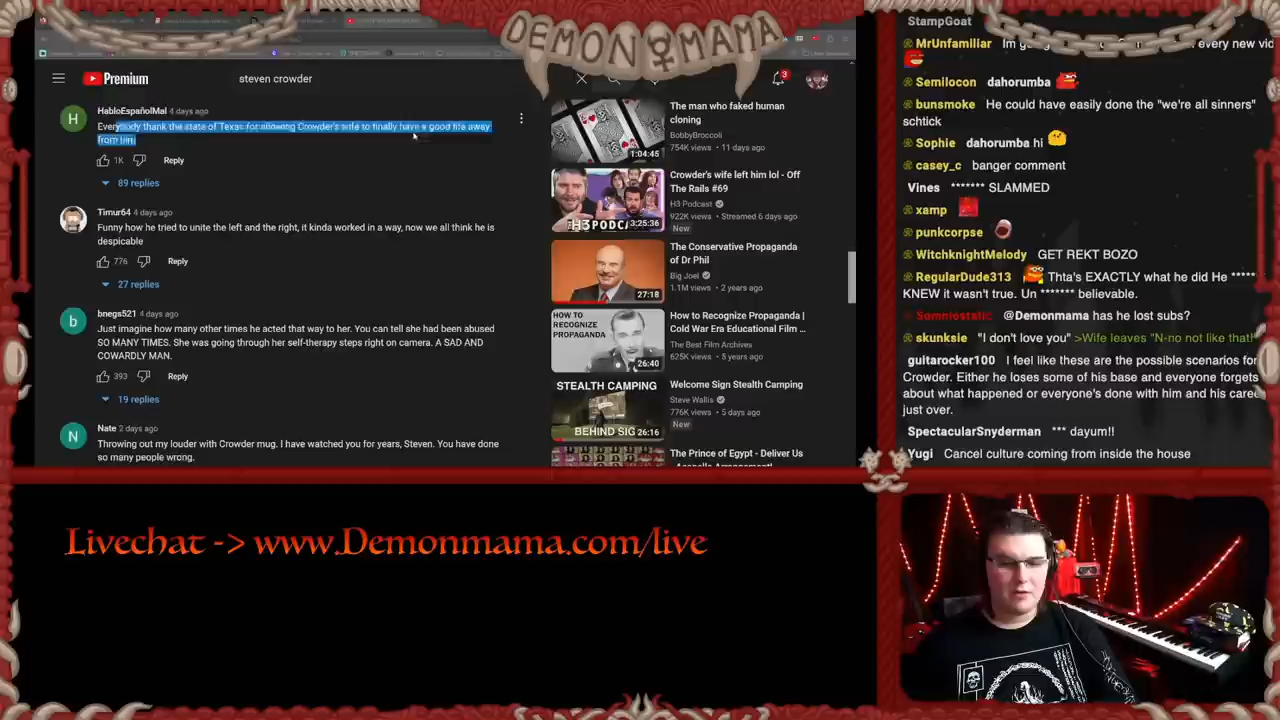 DEMON MAMA
Premium
steven crowder
3
HabloEspañolMal 4 days ago
Everybody thank the state of Texas for allowing Crowder's wife to finally have a good life away
from him
1K
Reply
89 replies
Timur64 4 days ago
Funny how he tried to unite the left and the right, it kinda worked in a way, now we all think he is
despicable
776
Reply
27 replies
bnegs521 4 days ago
Just imagine how many other times he acted that way to her. You can tell she had been abused
SO MANY TIMES. She was going through her self-therapy steps right on camera. A SAD AND
COWARDLY MAN.
393
Reply
19 replies
Nate 2 days ago
Throwing out my louder with Crowder mug. I have watched you for years, Steven. You have done
so many people wrong.
The man who faked human
cloning
BobbyBroccoli
754K views • 11 days ago
1:04:45
Crowder's wife left him lol - Off
The Rails #69
H3 Podcast
922K views • Streamed 6 days ago
New
H3PODC
3:25:36
The Conservative Propaganda
of Dr Phil
Big Joel
1.1M views • 2 years ago
27:18
HOW TO
RECOGNIZE
PROPAGANDA
How to Recognize Propaganda |
Cold War Era Educational Film ...
The Best Film Archives
625K views • 5 years ago
26:40
STEALTH CAMPING
BEHIND SIG
26:16
Welcome Sign Stealth Camping
Steve Wallis
776K views • 5 days ago
New
The Prince of Egypt - Deliver Us
StampGoat
MrUnfamiliar Im every new vid
Semilocon dahorumba
bunsmoke He could have easily done the "we're all sinners"
schtick
Sophie dahorumba hi
casey_c banger comment
Vines ******* SLAMMED
xamp
punkcorpse
WitchknightMelody GET REKT BOZO
RegularDude313 Thta's EXACTLY what he did He *****
KNEW it wasn't true. Un ******* believable.
Somniostatic @Demonmama has he lost subs?
skunksie "I don't love you" >Wife leaves "N-no not like that!
guitarocker100 I feel like these are the possible scenarios for
Crowder. Either he loses some of his base and everyone forgets
about what happened or everyone's done with him and his caree
just over.
SpectacularSnyderman *** dayum!!
Yugi Cancel culture coming from inside the house
Livechat -> www.Demonmama.com/live